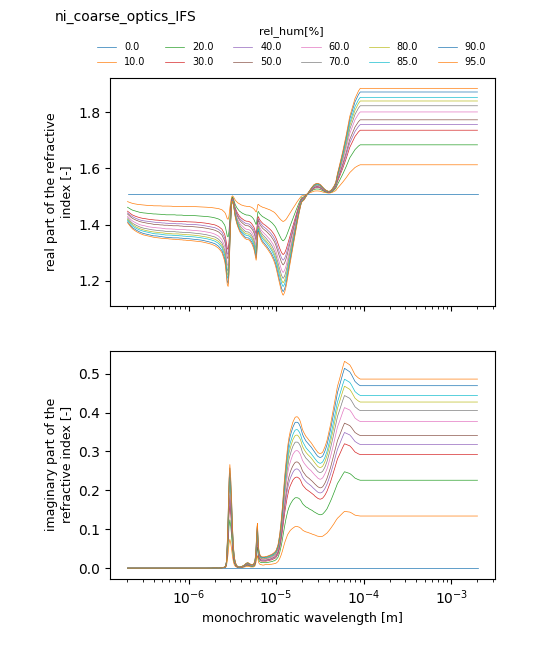 ni_coarse_optics_IFS
rel_hum[%]
0.0 20.0 40.0 60.0 80.0 90.0
10.0 30.0 50.0 70.0 85.0 95.0
real part of the refractive
index [-]
1.8
1.6
1.4
1.2
imaginary part of the
refractive index [-]
0.5
0.4
0.3
0.2
0.1
0.0
10⁻⁶ 10⁻⁵ 10⁻⁴ 10⁻³
monochromatic wavelength [m]